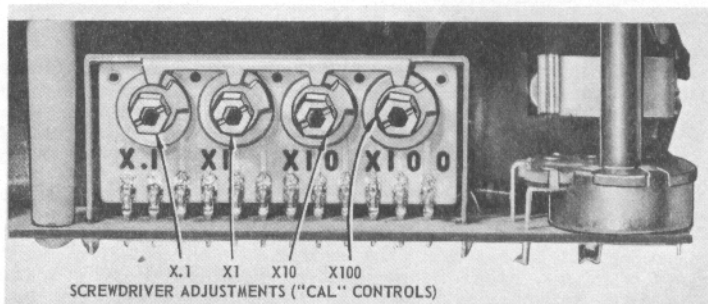 X.1 X1 X10 X100
X.1 X1 X10 X100
SCREWDRIVER ADJUSTMENTS ("CAL" CONTROLS)